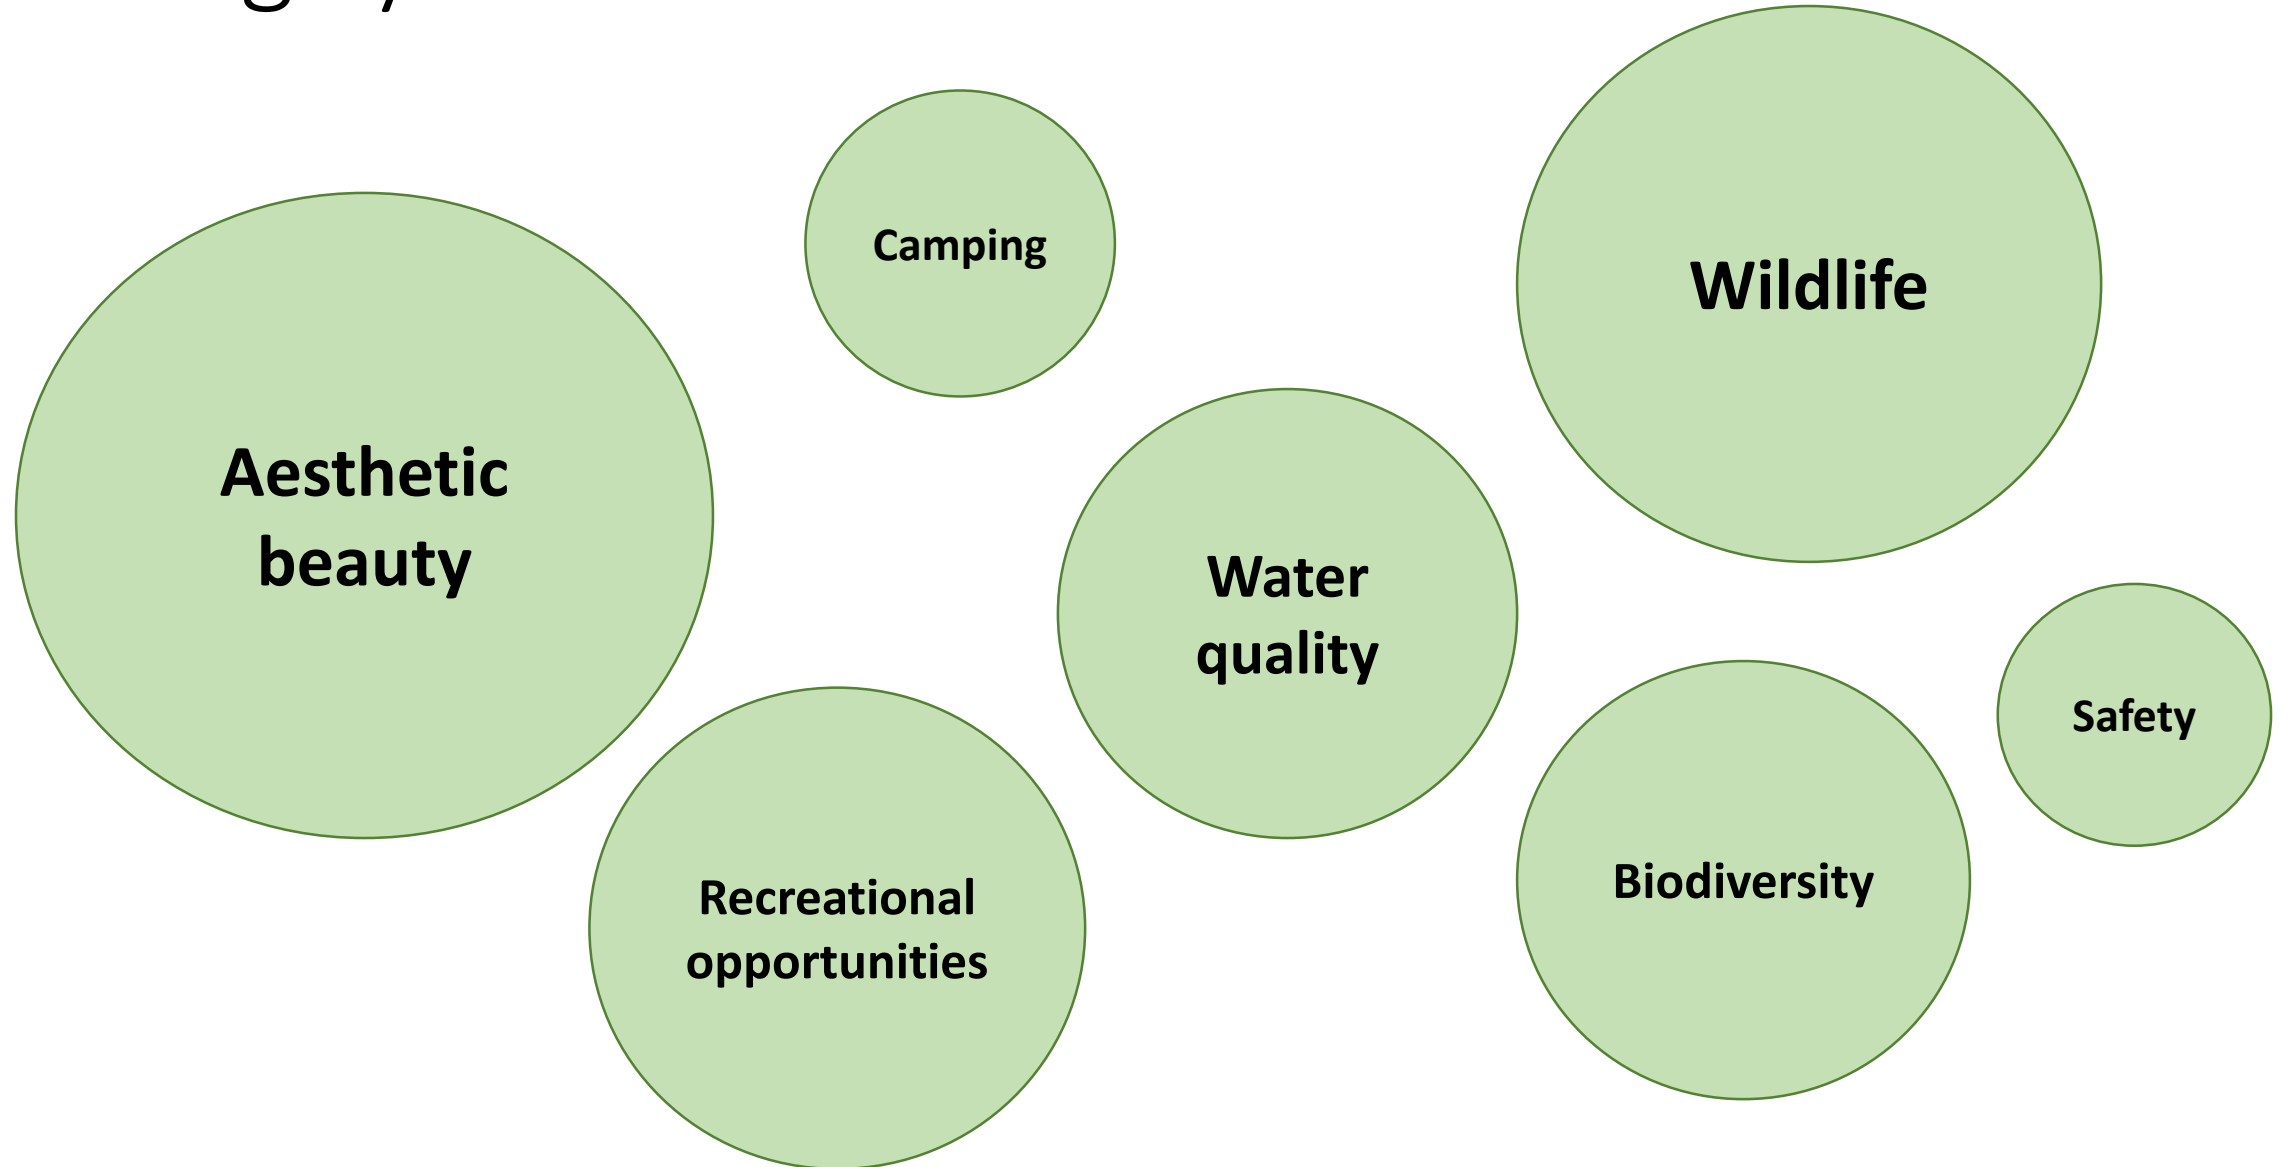 Camping
Wildlife
Aesthetic
beauty
Water
quality
Safety
Biodiversity
Recreational
opportunities